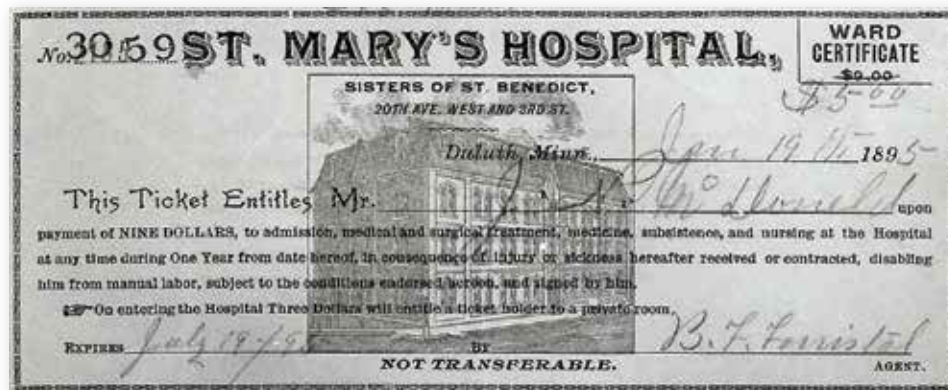 No. 3059 ST. MARY'S HOSPITAL,
WARD
CERTIFICATE
$9.00
$5.00
SISTERS OF ST. BENEDICT,
20TH AVE. WEST AND 3RD ST.
Duluth, Minn., Jan 19th 1895
This Ticket Entitles Mr. J. McDonald upon
payment of NINE DOLLARS, to admission, medical and surgical treatment, medicine, subsistence, and nursing at the Hospital
at any time during One Year from date hereof, in consequence of injury or sickness hereafter received or contracted, disabling
him from manual labor, subject to the conditions endorsed hereon, and signed by him.
☞On entering the Hospital Three Dollars will entitle a ticket holder to a private room.
EXPIRES July 19 BY B. F.
NOT TRANSFERABLE.
AGENT.